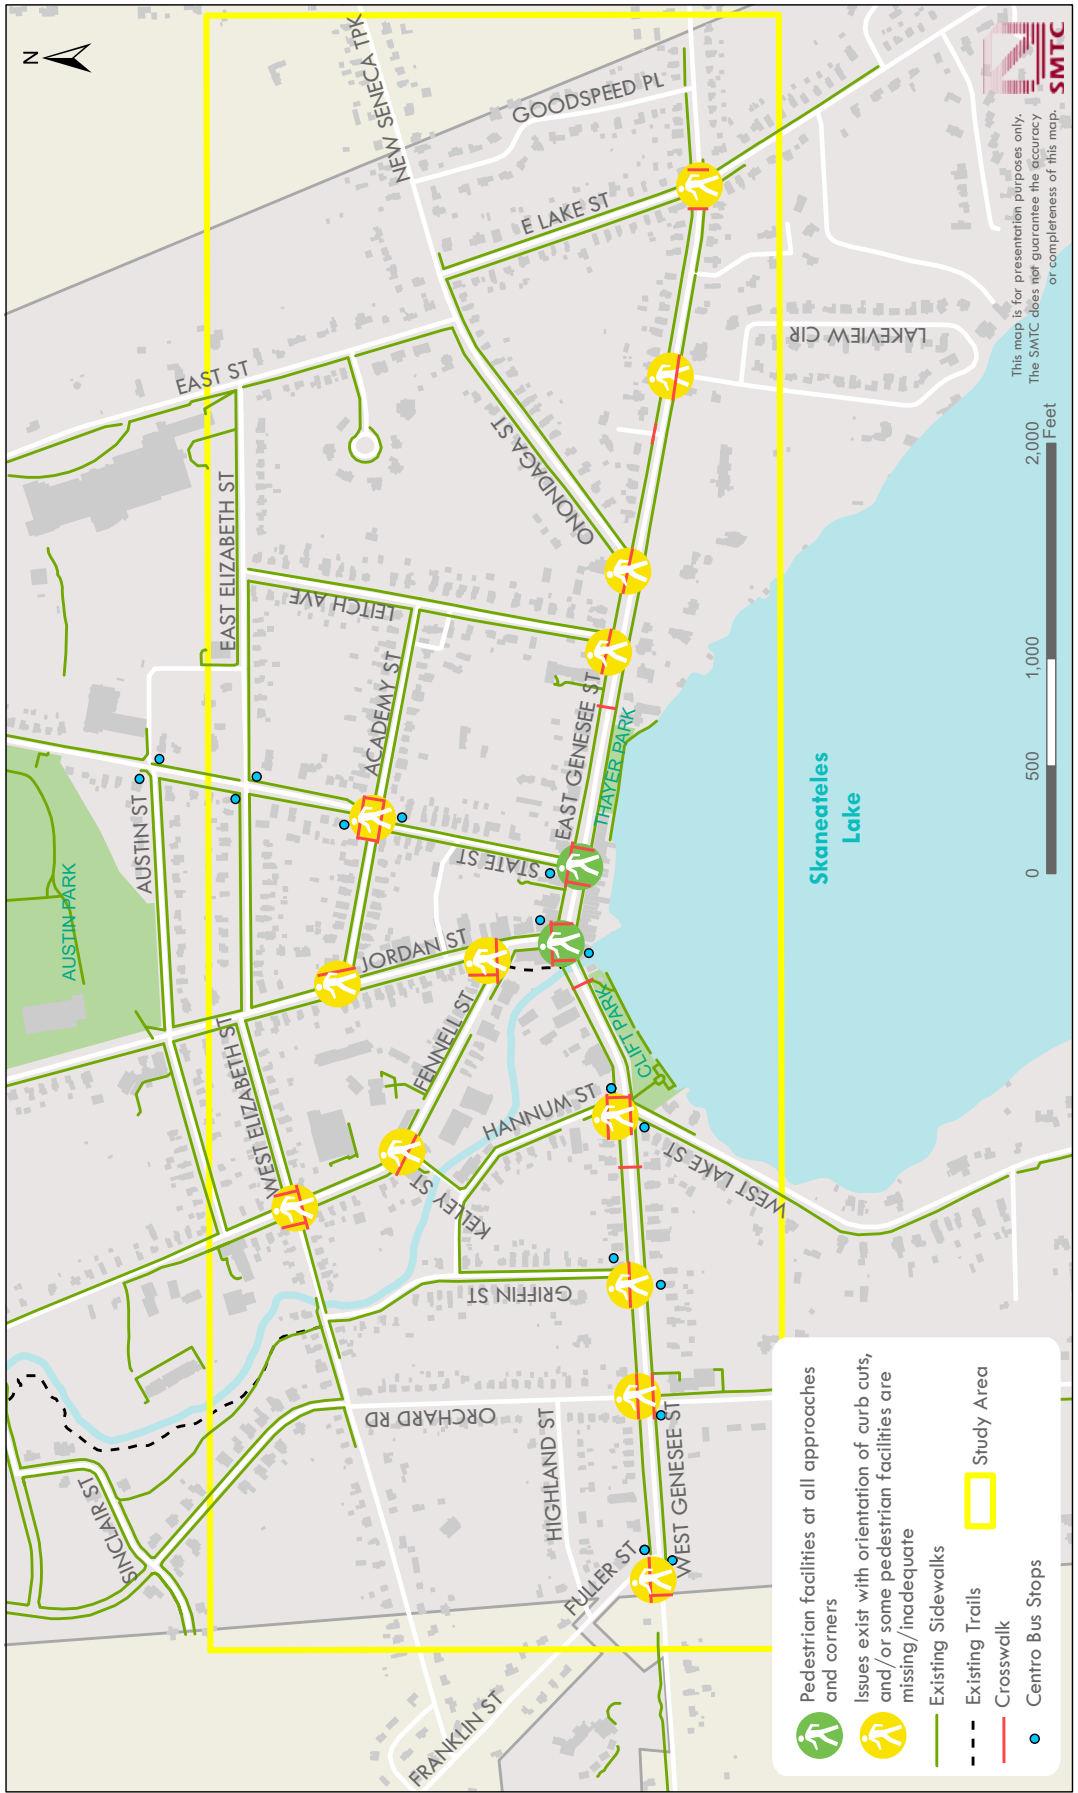 N
NEW SENECA TPK
GOODSPEED PL
E LAKE ST
EAST ST
ONONDAGA ST
LAKEVIEW CIR
EAST ELIZABETH ST
LEITCH AVE
ACADEMY ST
EAST GENESEE ST
THAYER PARK
AUSTIN ST
AUSTIN PARK
STATE ST
JORDAN ST
WEST ELIZABETH ST
FENNELL ST
CLIFT PARK
HANNUM ST
WEST LAKE ST
KELLEY ST
GRIFFIN ST
ORCHARD RD
HIGHLAND ST
WEST GENESEE ST
SINCLAIR ST
FULLER ST
FRANKLIN ST
Skaneateles
Lake
SMTC
This map is for presentation purposes only.
The SMTC does not guarantee the accuracy
or completeness of this map.
0 500 1,000 2,000
Feet
Pedestrian facilities at all approaches
and corners
Issues exist with orientation of curb cuts,
and/or some pedestrian facilities are
missing/inadequate
Existing Sidewalks
Existing Trails
Crosswalk
Centro Bus Stops
Study Area